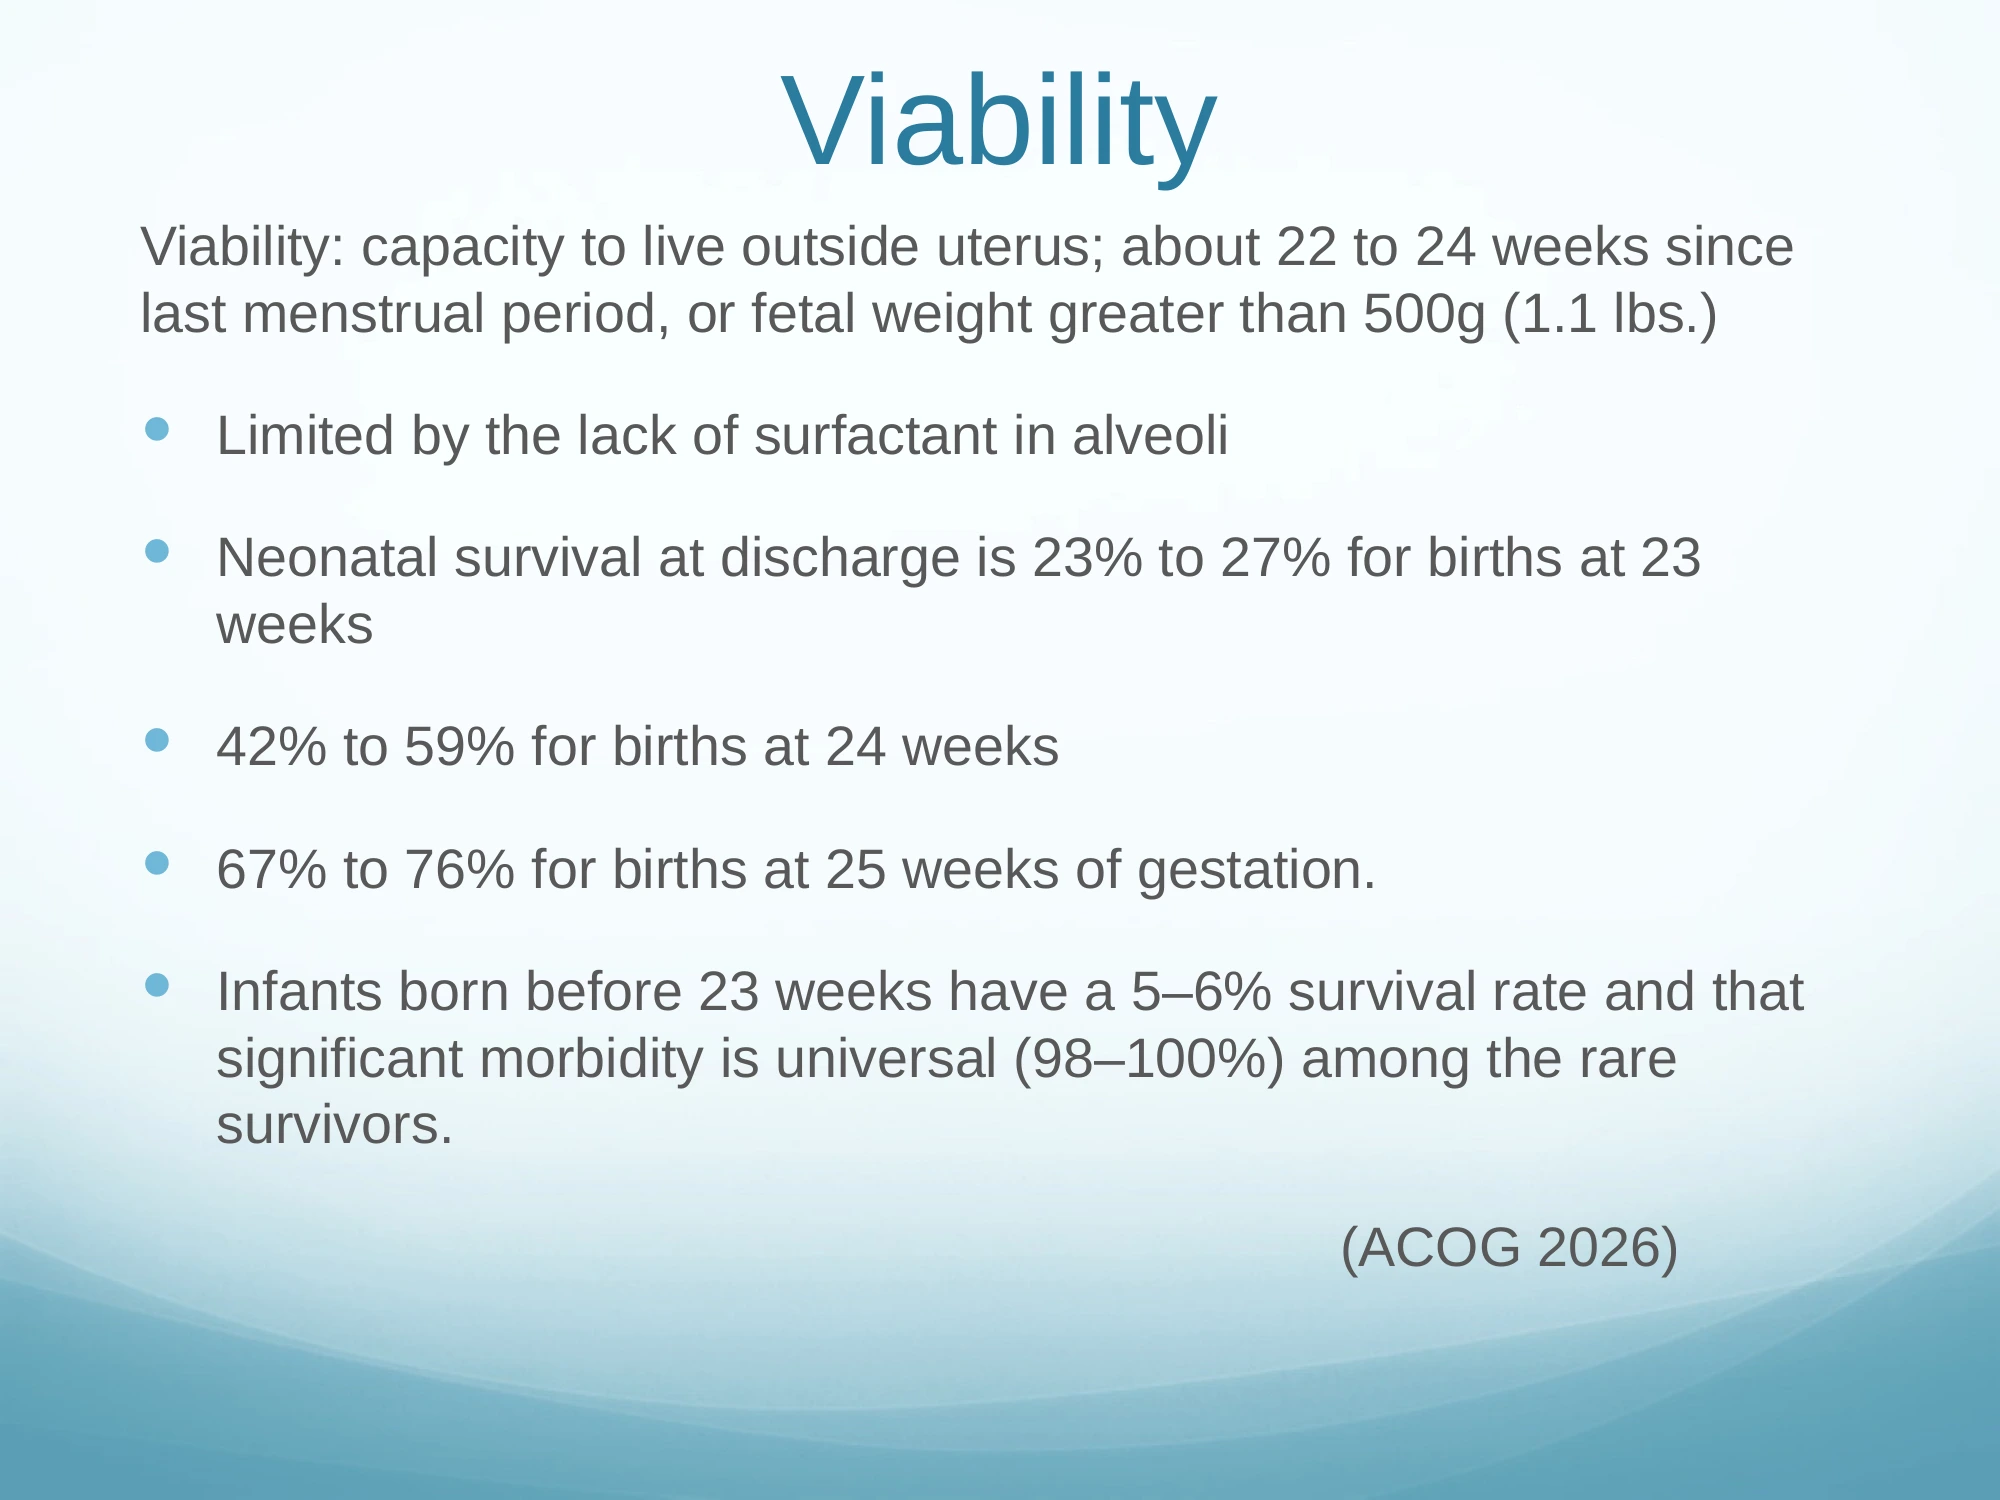 Viability
Viability: capacity to live outside uterus; about 22 to 24 weeks since
last menstrual period, or fetal weight greater than 500g (1.1 lbs.)
• Limited by the lack of surfactant in alveoli
• Neonatal survival at discharge is 23% to 27% for births at 23
weeks
• 42% to 59% for births at 24 weeks
• 67% to 76% for births at 25 weeks of gestation.
• Infants born before 23 weeks have a 5–6% survival rate and that
significant morbidity is universal (98–100%) among the rare
survivors.
(ACOG 2026)